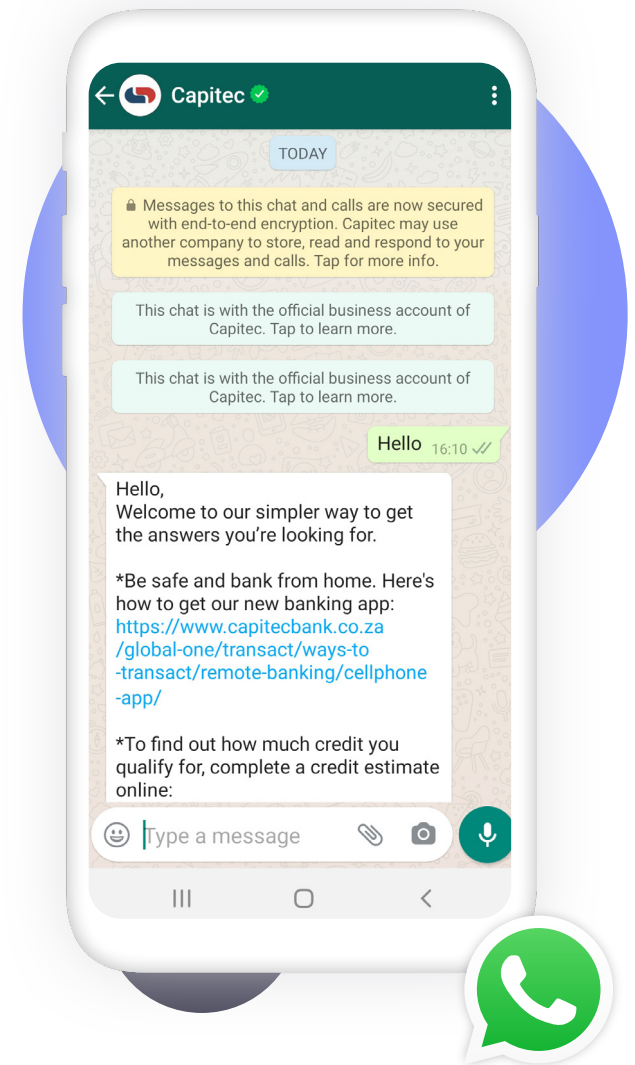 Capitec
TODAY
Messages to this chat and calls are now secured
with end-to-end encryption. Capitec may use
another company to store, read and respond to your
messages and calls. Tap for more info.
This chat is with the official business account of
Capitec. Tap to learn more.
This chat is with the official business account of
Capitec. Tap to learn more.
Hello 16:10
Hello,
Welcome to our simpler way to get
the answers you’re looking for.
*Be safe and bank from home. Here's
how to get our new banking app:
https://www.capitecbank.co.za
/global-one/transact/ways-to
-transact/remote-banking/cellphone
-app/
*To find out how much credit you
qualify for, complete a credit estimate
online:
Type a message